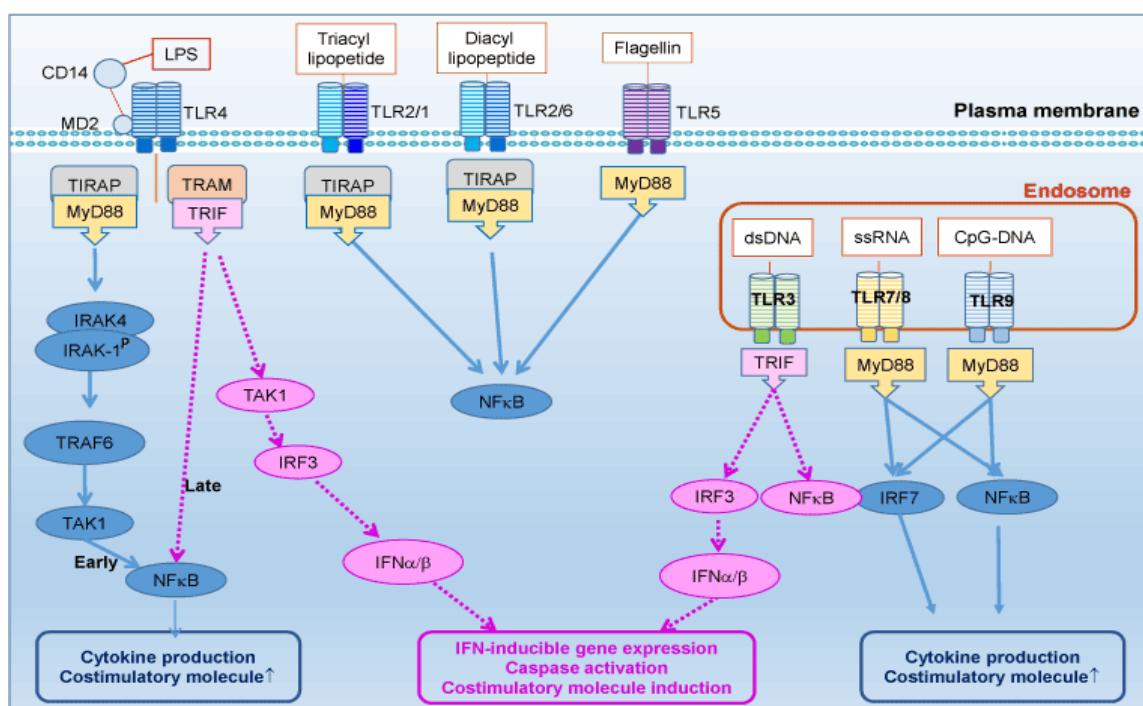 LPS
CD14
MD2
TLR4
Triacyl
lipopetide
TLR2/1
Diacyl
lipopeptide
TLR2/6
Flagellin
TLR5
Plasma membrane
TIRAP
MyD88
TRAM
TRIF
TIRAP
MyD88
TIRAP
MyD88
MyD88
Endosome
dsDNA
ssRNA
CpG-DNA
TLR3
TLR7/8
TLR9
TRIF
MyD88
MyD88
IRAK4
IRAK-1P
TRAF6
TAK1
Early
Late
NFκB
TAK1
IRF3
IFNα/β
NFκB
IRF3
NFκB
IRF7
NFκB
IFNα/β
Cytokine production
Costimulatory molecule↑
IFN-inducible gene expression
Caspase activation
Costimulatory molecule induction
Cytokine production
Costimulatory molecule↑